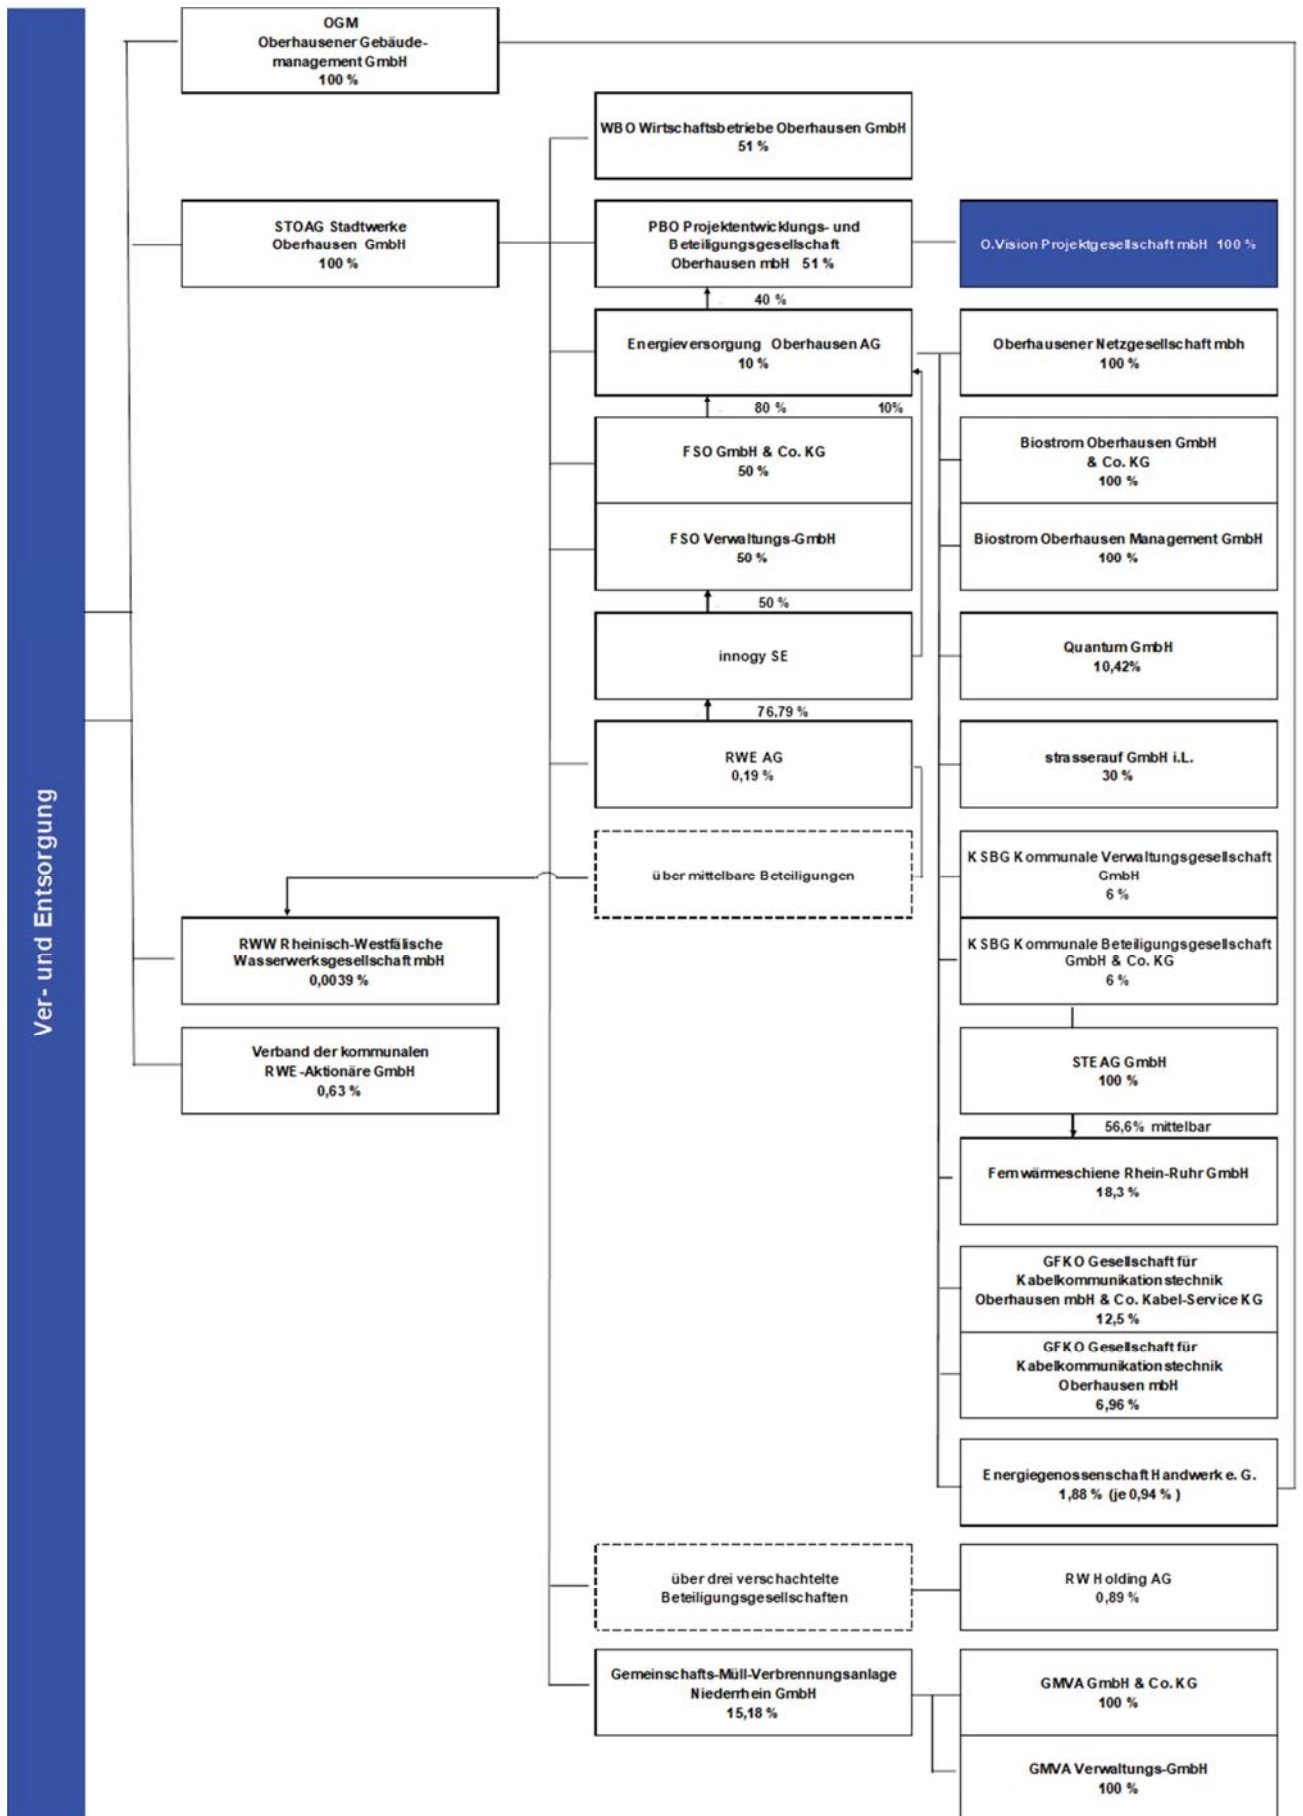 Ver- und Entsorgung
OGM
Oberhausener Gebäude-
management GmbH
100 %
WBO Wirtschaftsbetriebe Oberhausen GmbH
51 %
STOAG Stadtwerke
Oberhausen GmbH
100 %
PBO Projektentwicklungs- und
Beteiligungsgesellschaft
Oberhausen mbH 51 %
O.Vision Projektgesellschaft mbH 100 %
40 %
Energieversorgung Oberhausen AG
10 %
Oberhausener Netzgesellschaft mbh
100 %
80 %
10%
FSO GmbH & Co. KG
50 %
Biostrom Oberhausen GmbH
& Co. KG
100 %
FSO Verwaltungs-GmbH
50 %
Biostrom Oberhausen Management GmbH
100 %
50 %
innogy SE
Quantum GmbH
10,42%
76,79 %
RWE AG
0,19 %
strasserauf GmbH i.L.
30 %
über mittelbare Beteiligungen
KSBG Kommunale Verwaltungsgesellschaft
GmbH
6 %
RWW Rheinisch-Westfälische
Wasserwerksgesellschaft mbH
0,0039 %
KSBG Kommunale Beteiligungsgesellschaft
GmbH & Co. KG
6 %
Verband der kommunalen
RWE-Aktionäre GmbH
0,63 %
STEAG GmbH
100 %
56,6% mittelbar
Fernwärmeschiene Rhein-Ruhr GmbH
18,3 %
GFKO Gesellschaft für
Kabelkommunikationstechnik
Oberhausen mbH & Co. Kabel-Service KG
12,5 %
GFKO Gesellschaft für
Kabelkommunikationstechnik
Oberhausen mbH
6,96 %
Energiegenossenschaft Handwerk e. G.
1,88 % (je 0,94 % )
über drei verschachtelte
Beteiligungsgesellschaften
RW Holding AG
0,89 %
Gemeinschafts-Müll-Verbrennungsanlage
Niederrhein GmbH
15,18 %
GMVA GmbH & Co. KG
100 %
GMVA Verwaltungs-GmbH
100 %